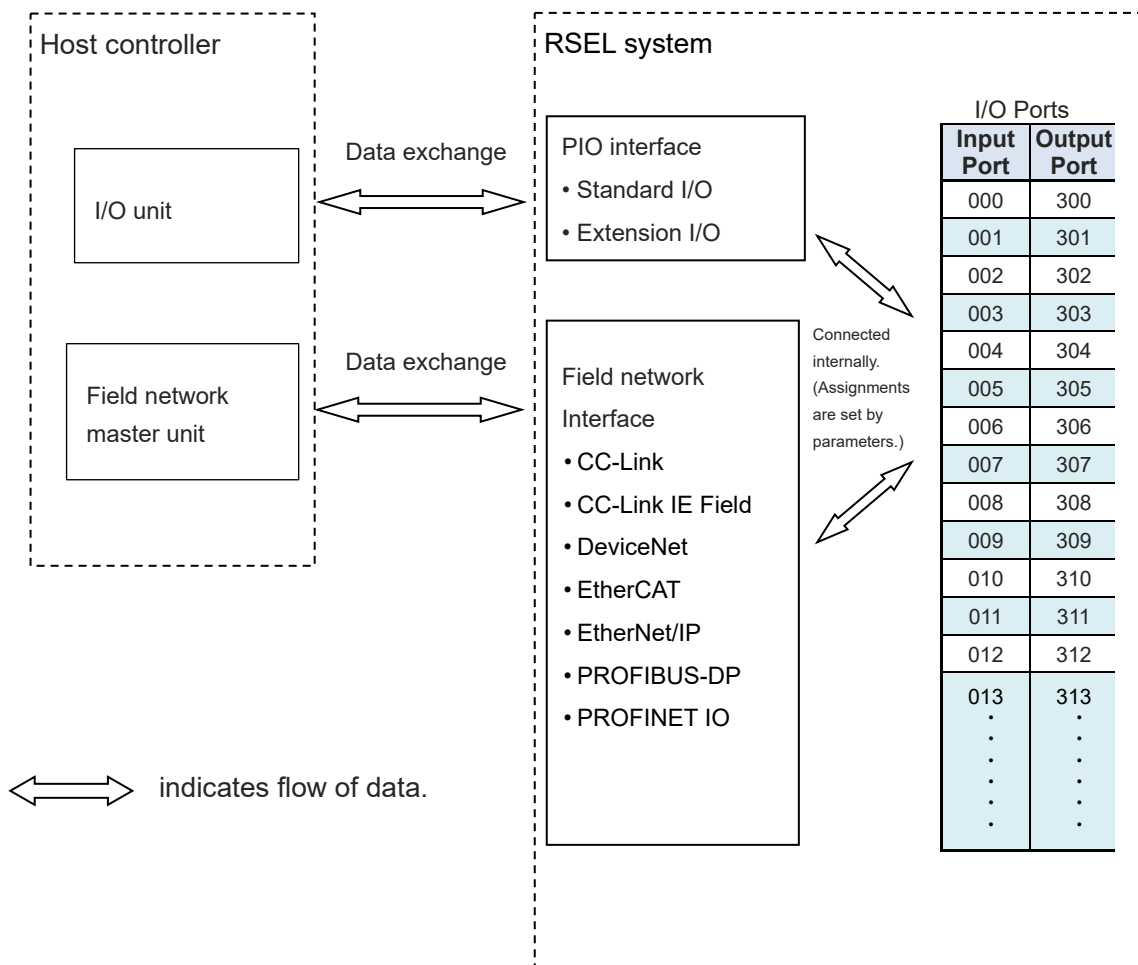 Host controller
I/O unit
Field network
master unit
Data exchange
Data exchange
RSEL system
PIO interface
• Standard I/O
• Extension I/O
Field network
Interface
• CC-Link
• CC-Link IE Field
• DeviceNet
• EtherCAT
• EtherNet/IP
• PROFIBUS-DP
• PROFINET IO
Connected
internally.
(Assignments
are set by
parameters.)
I/O Ports
Input Port Output Port
000 300
001 301
002 302
003 303
004 304
005 305
006 306
007 307
008 308
009 309
010 310
011 311
012 312
013 313
indicates flow of data.